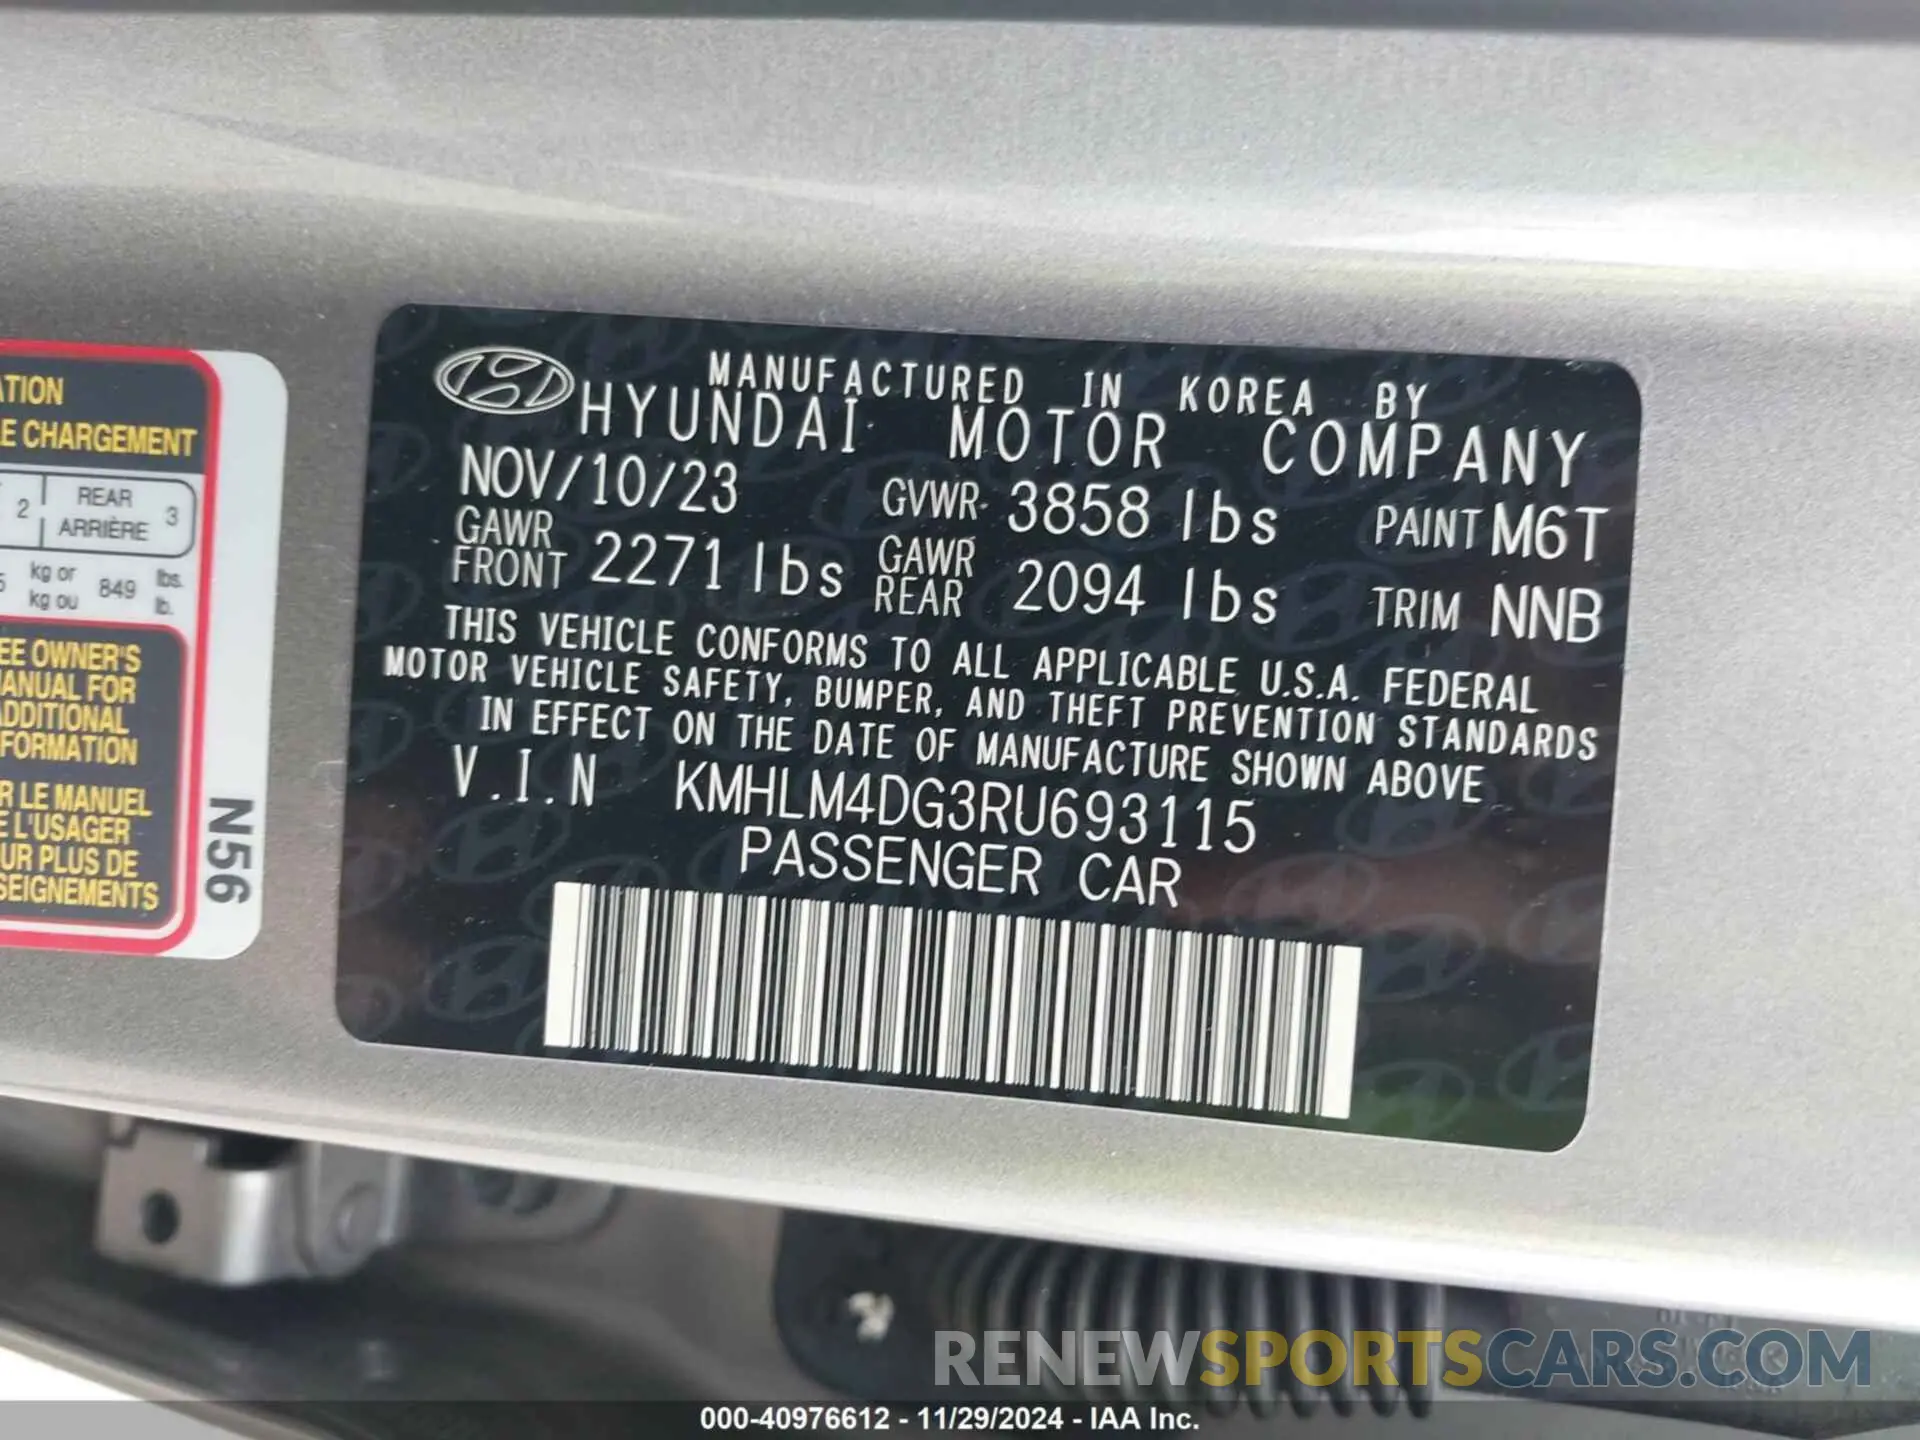 MANUFACTURED IN KOREA BY
HYUNDAI MOTOR COMPANY
NOV/10/23 GVWR 3858 lbs PAINT M6T
GAWR FRONT 2271 lbs GAWR REAR 2094 lbs TRIM NNB
THIS VEHICLE CONFORMS TO ALL APPLICABLE U.S.A. FEDERAL
MOTOR VEHICLE SAFETY, BUMPER, AND THEFT PREVENTION STANDARDS
IN EFFECT ON THE DATE OF MANUFACTURE SHOWN ABOVE
V.I.N KMHLM4DG3RU693115
PASSENGER CAR
ATION
LE CHARGEMENT
2 REAR 3
ARRIÈRE
kg or 849 lbs.
kg ou lb.
EE OWNER'S
MANUAL FOR
ADDITIONAL
FORMATION
R LE MANUEL
E L'USAGER
UR PLUS DE
SEIGNEMENTS
N56
RENEWSPORTSCARS.COM
000-40976612 - 11/29/2024 - IAA Inc.